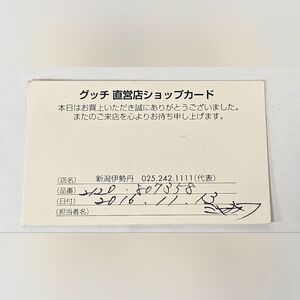 グッチ 直営店ショップカード
本日はお買上いただき誠にありがとうございました。
またのご来店を心よりお待ち申し上げます。
(店名) 新潟伊勢丹 025.242.1111(代表)
(品番) 2120 . 807358
(日付) 2016 . 11 . 13
(担当者名)